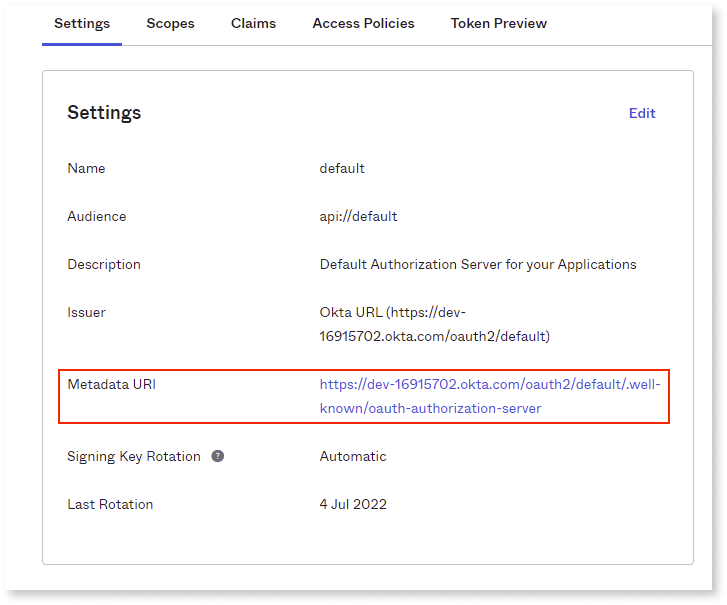 Settings Scopes Claims Access Policies Token Preview
Settings Edit
Name default
Audience api://default
Description Default Authorization Server for your Applications
Issuer Okta URL (https://dev-
16915702.okta.com/oauth2/default)
Metadata URI https://dev-16915702.okta.com/oauth2/default/.well-
known/oauth-authorization-server
Signing Key Rotation ? Automatic
Last Rotation 4 Jul 2022